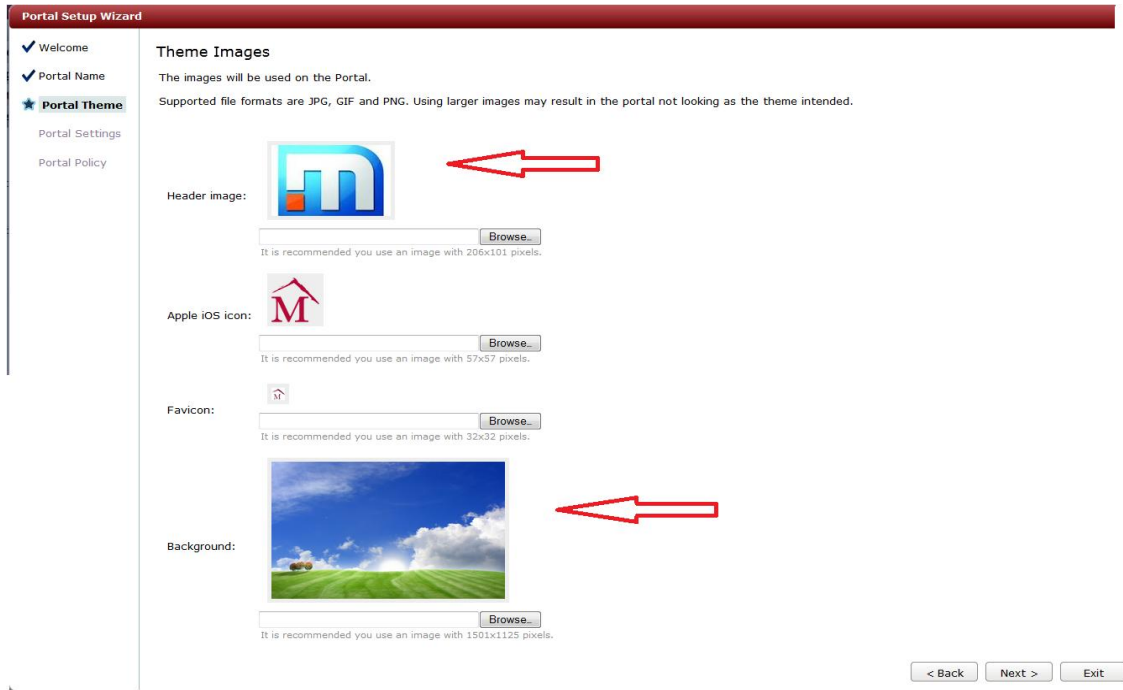 Portal Setup Wizard
Welcome
Portal Name
Portal Theme
Portal Settings
Portal Policy
Theme Images
The images will be used on the Portal.
Supported file formats are JPG, GIF and PNG. Using larger images may result in the portal not looking as the theme intended.
Header image:
m
Browse..
It is recommended you use an image with 206x101 pixels.
Apple iOS icon:
M
Browse..
It is recommended you use an image with 57x57 pixels.
Favicon:
M
Browse..
It is recommended you use an image with 32x32 pixels.
Background:
Browse..
It is recommended you use an image with 1501x1125 pixels.
< Back Next > Exit